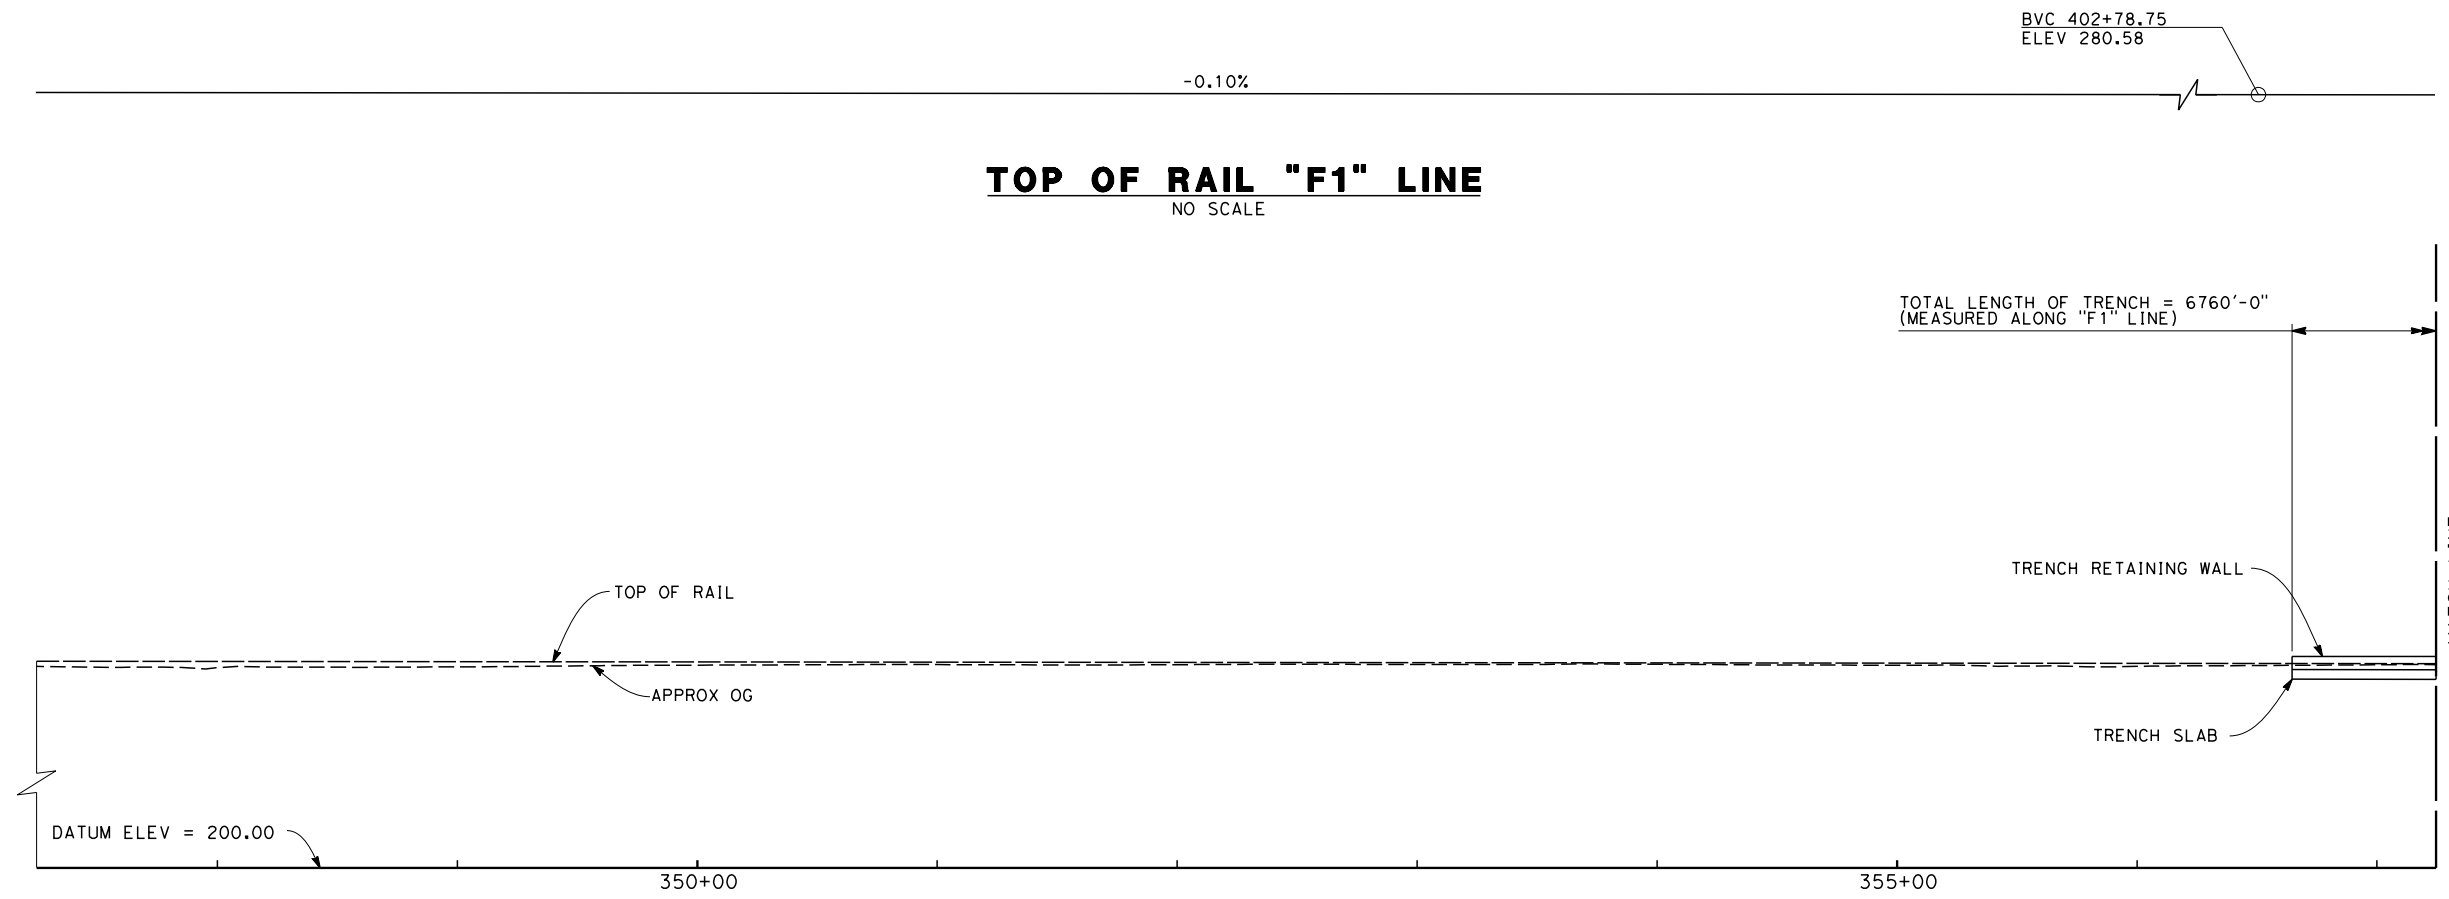 BVC 402+78.75
ELEV 280.58
-0.10%
TOP OF RAIL "F1" LINE
NO SCALE
TOTAL LENGTH OF TRENCH = 6760'-0"
(MEASURED ALONG "F1" LINE)
TRENCH RETAINING WALL
TOP OF RAIL
APPROX OG
TRENCH SLAB
DATUM ELEV = 200.00
350+00
355+00